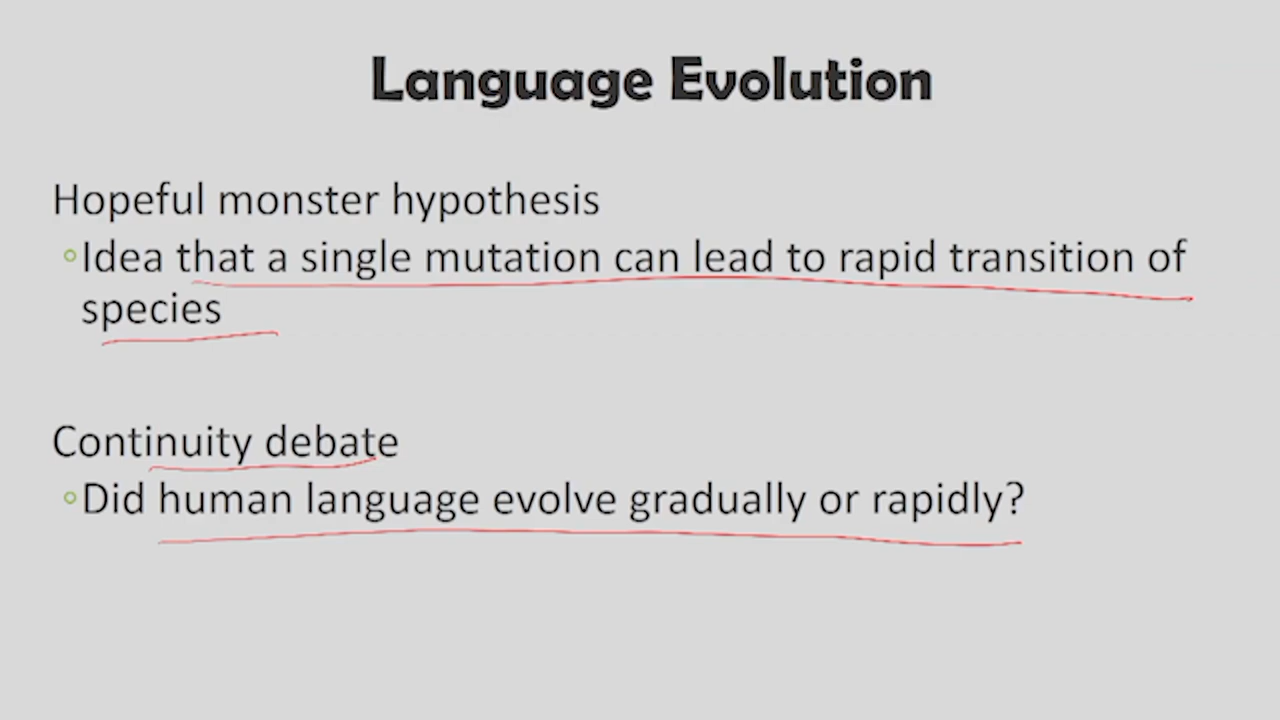 Language Evolution
Hopeful monster hypothesis
Idea that a single mutation can lead to rapid transition of
species
Continuity debate
Did human language evolve gradually or rapidly?